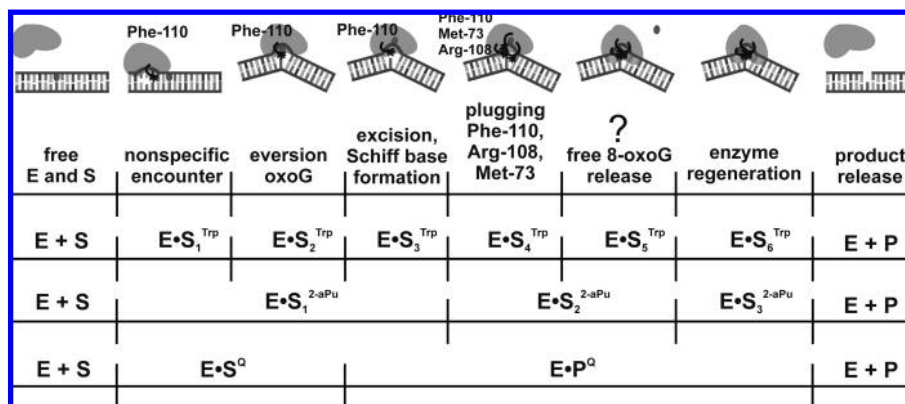 Phe-110
Phe-110
Phe-110
Phe-110
Met-73
Arg-108
free
E and S
nonspecific
encounter
eversion
oxoG
excision,
Schiff base
formation
plugging
Phe-110,
Arg-108,
Met-73
?
free 8-oxoG
release
enzyme
regeneration
product
release
E + S E•S₁ᵀʳᵖ E•S₂ᵀʳᵖ E•S₃ᵀʳᵖ E•S₄ᵀʳᵖ E•S₅ᵀʳᵖ E•S₆ᵀʳᵖ E + P
E + S E•S₁²⁻ᵃᴾᵘ E•S₂²⁻ᵃᴾᵘ E•S₃²⁻ᵃᴾᵘ E + P
E + S E•S^Q E•P^Q E + P